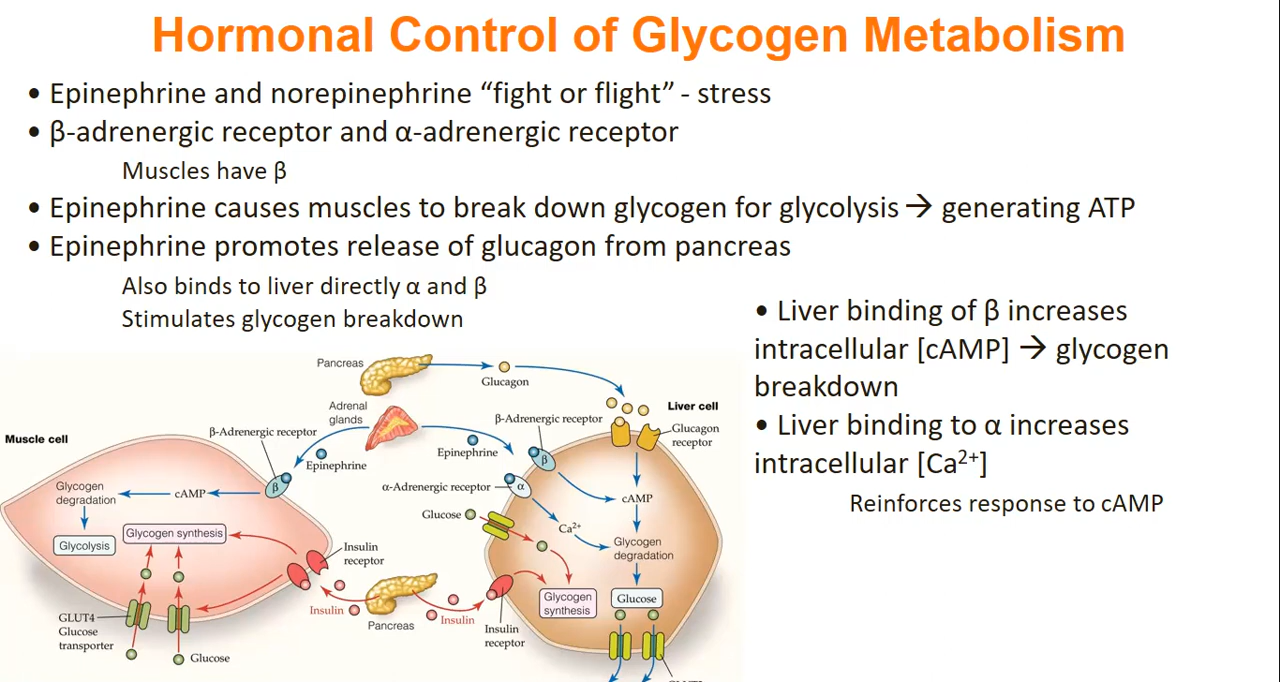 Hormonal Control of Glycogen Metabolism
• Epinephrine and norepinephrine “fight or flight” - stress
• β-adrenergic receptor and α-adrenergic receptor
Muscles have β
• Epinephrine causes muscles to break down glycogen for glycolysis → generating ATP
• Epinephrine promotes release of glucagon from pancreas
Also binds to liver directly α and β
Stimulates glycogen breakdown
• Liver binding of β increases
intracellular [cAMP] → glycogen
breakdown
• Liver binding to α increases
intracellular [Ca²⁺]
Reinforces response to cAMP
Pancreas
Glucagon
Adrenal
glands
Liver cell
β-Adrenergic receptor
Glucagon
receptor
Muscle cell
β-Adrenergic receptor
Epinephrine
Epinephrine
β
β
α-Adrenergic receptor
α
Glycogen
degradation
cAMP
cAMP
Glucose
Ca²⁺
Glycogen synthesis
Glycolysis
Glycogen
degradation
Insulin
receptor
Insulin
Pancreas
Insulin
Insulin
receptor
Glycogen
synthesis
Glucose
GLUT4
Glucose
transporter
Glucose